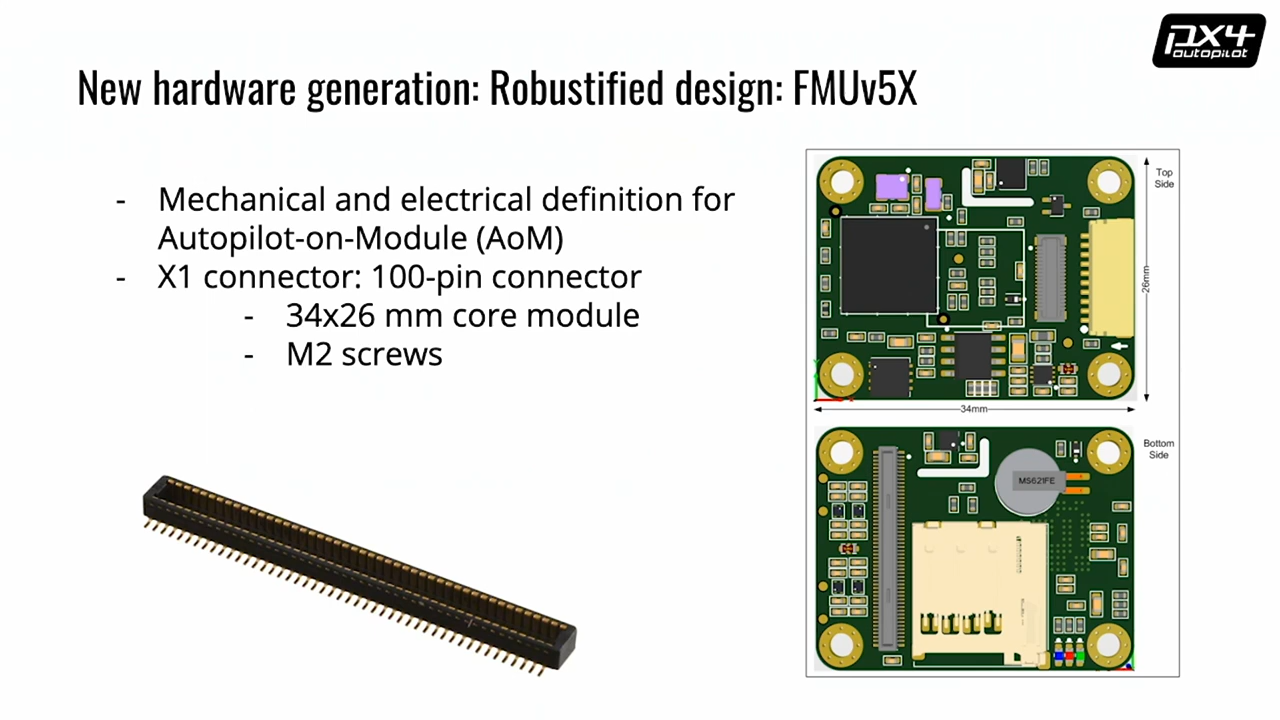 PX4
autopilot
New hardware generation: Robustified design: FMUv5X
- Mechanical and electrical definition for
Autopilot-on-Module (AoM)
- X1 connector: 100-pin connector
- 34x26 mm core module
- M2 screws
Top
Side
26mm
34mm
Bottom
Side
MS621FE